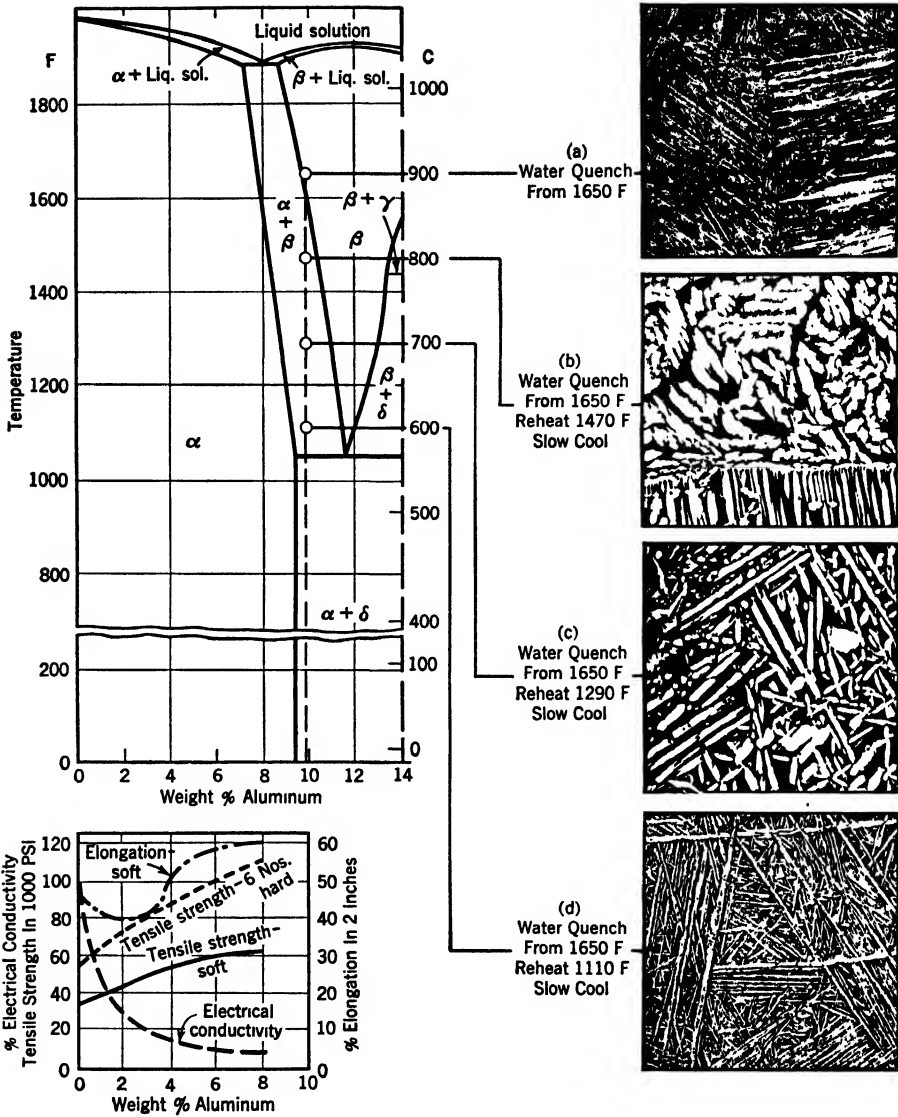 Liquid solution
F
C
α + Liq. sol.
β + Liq. sol.
1000
1800
900
(a)
Water Quench
From 1650 F
1600
α
+
β
β + γ
β
800
1400
700
(b)
Water Quench
From 1650 F
Reheat 1470 F
Slow Cool
Temperature
1200
β
+
δ
600
α
1000
500
800
α + δ
400
(c)
Water Quench
From 1650 F
Reheat 1290 F
Slow Cool
200
100
0
0
0 2 4 6 8 10 12 14
Weight % Aluminum
120
100
80
60
40
20
0
60
50
40
30
20
10
0
% Electrical Conductivity
Tensile Strength In 1000 PSI
% Elongation In 2 Inches
Elongation-
soft
Tensile strength-6 Nos.
hard
Tensile strength-
soft
Electrical
conductivity
0 2 4 6 8 10
Weight % Aluminum
(d)
Water Quench
From 1650 F
Reheat 1110 F
Slow Cool